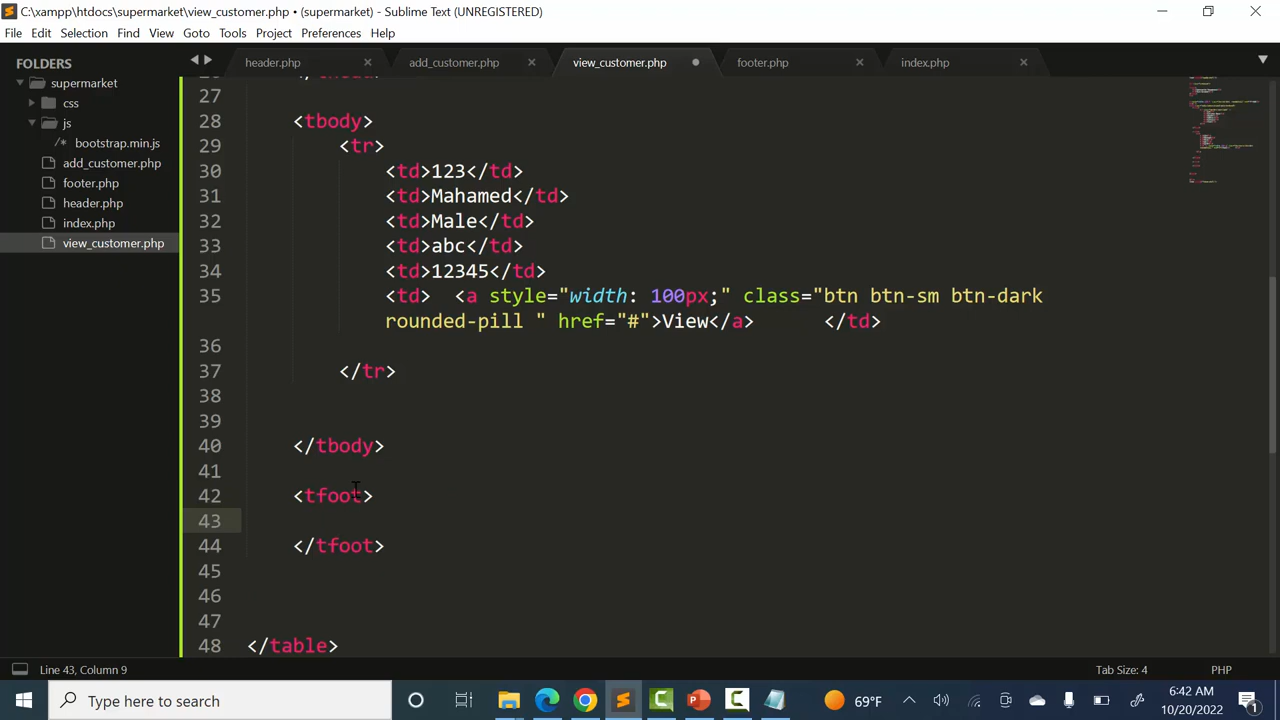 C:\xampp\htdocs\supermarket\view_customer.php • (supermarket) - Sublime Text (UNREGISTERED)
File Edit Selection Find View Goto Tools Project Preferences Help
FOLDERS
supermarket
css
js
/* bootstrap.min.js
add_customer.php
footer.php
header.php
index.php
view_customer.php
header.php × add_customer.php × view_customer.php • footer.php × index.php ×
27
28 <tbody>
29 <tr>
30 <td>123</td>
31 <td>Mahamed</td>
32 <td>Male</td>
33 <td>abc</td>
34 <td>12345</td>
35 <td> <a style="width: 100px;" class="btn btn-sm btn-dark
rounded-pill " href="#">View</a> </td>
36
37 </tr>
38
39
40 </tbody>
41
42 <tfoot>
43
44 </tfoot>
45
46
47
48 </table>
Line 43, Column 9 Tab Size: 4 PHP
Type here to search 69°F 6:42 AM
10/20/2022 1